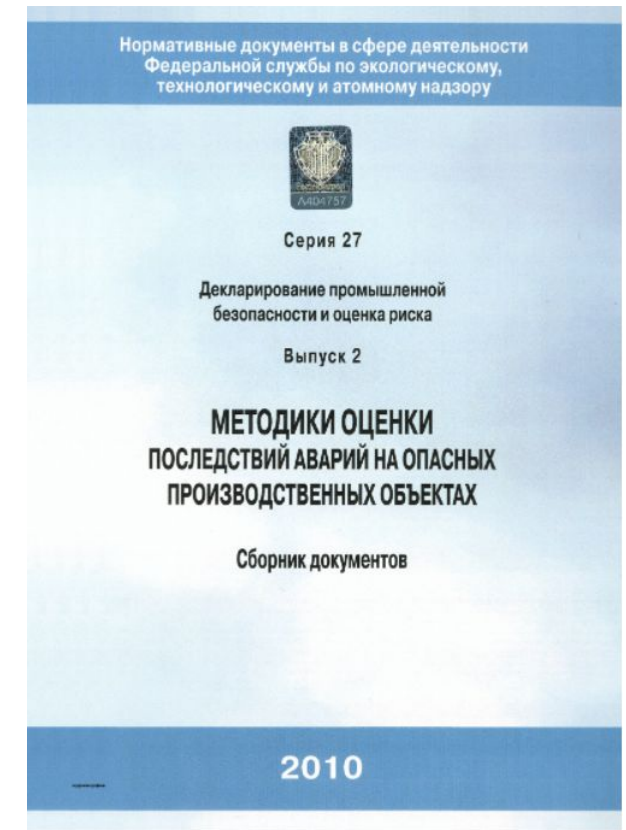 Нормативные документы в сфере деятельности
Федеральной службы по экологическому,
технологическому и атомному надзору
А404757
Серия 27
Декларирование промышленной
безопасности и оценка риска
Выпуск 2
МЕТОДИКИ ОЦЕНКИ
ПОСЛЕДСТВИЙ АВАРИЙ НА ОПАСНЫХ
ПРОИЗВОДСТВЕННЫХ ОБЪЕКТАХ
Сборник документов
2010